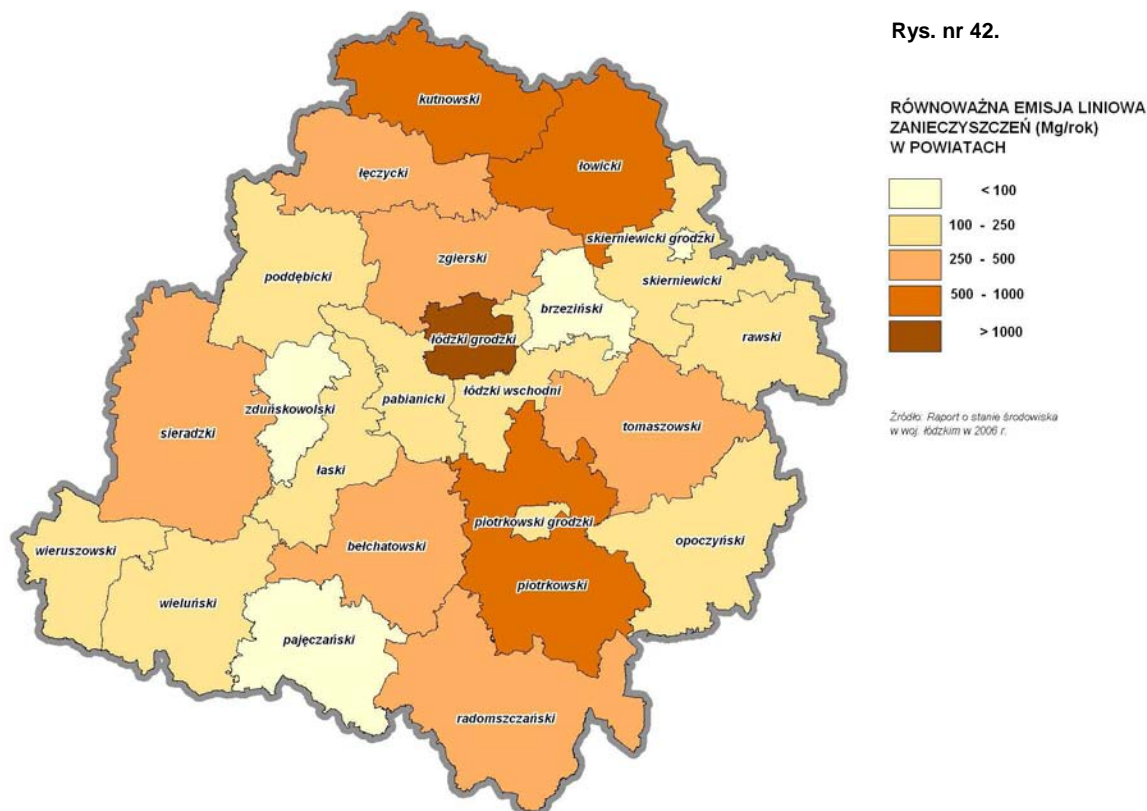 Rys. nr 42.
RÓWNOWAŻNA EMISJA LINIOWA
ZANIECZYSZCZEŃ (Mg/rok)
W POWIATACH
< 100
100 - 250
250 - 500
500 - 1000
> 1000
Źródło: Raport o stanie środowiska
w woj. łódzkim w 2006 r.
kutnowski
łowicki
łęczycki
skierniewicki grodzki
zgierski
poddębicki
skierniewicki
brzeziński
rawski
łódzki grodzki
łódzki wschodni
pabianicki
zduńskowolski
tomaszowski
sieradzki
łaski
piotrkowski grodzki
opoczyński
wieruszowski
bełchatowski
piotrkowski
wieluński
pajęczański
radomszczański